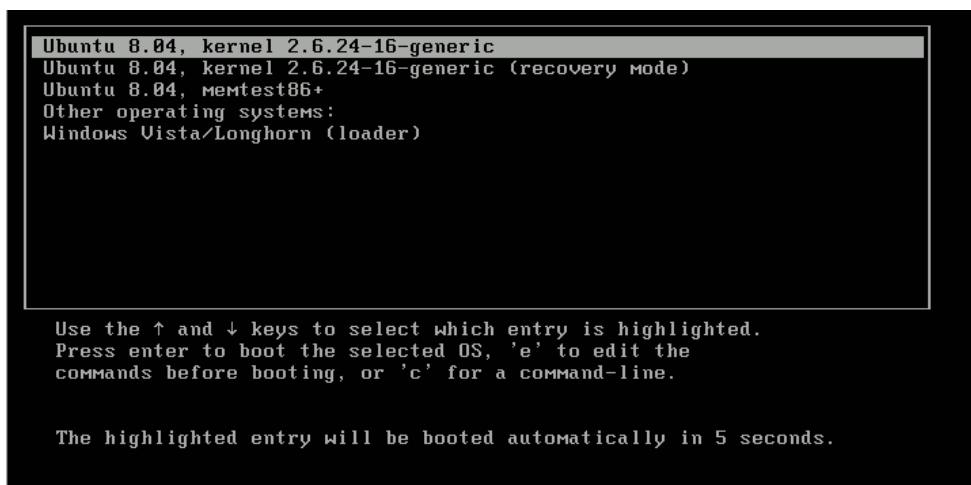 Ubuntu 8.04, kernel 2.6.24-16-generic
Ubuntu 8.04, kernel 2.6.24-16-generic (recovery mode)
Ubuntu 8.04, memtest86+
Other operating systems:
Windows Vista/Longhorn (loader)
Use the ↑ and ↓ keys to select which entry is highlighted.
Press enter to boot the selected OS, 'e' to edit the
commands before booting, or 'c' for a command-line.
The highlighted entry will be booted automatically in 5 seconds.